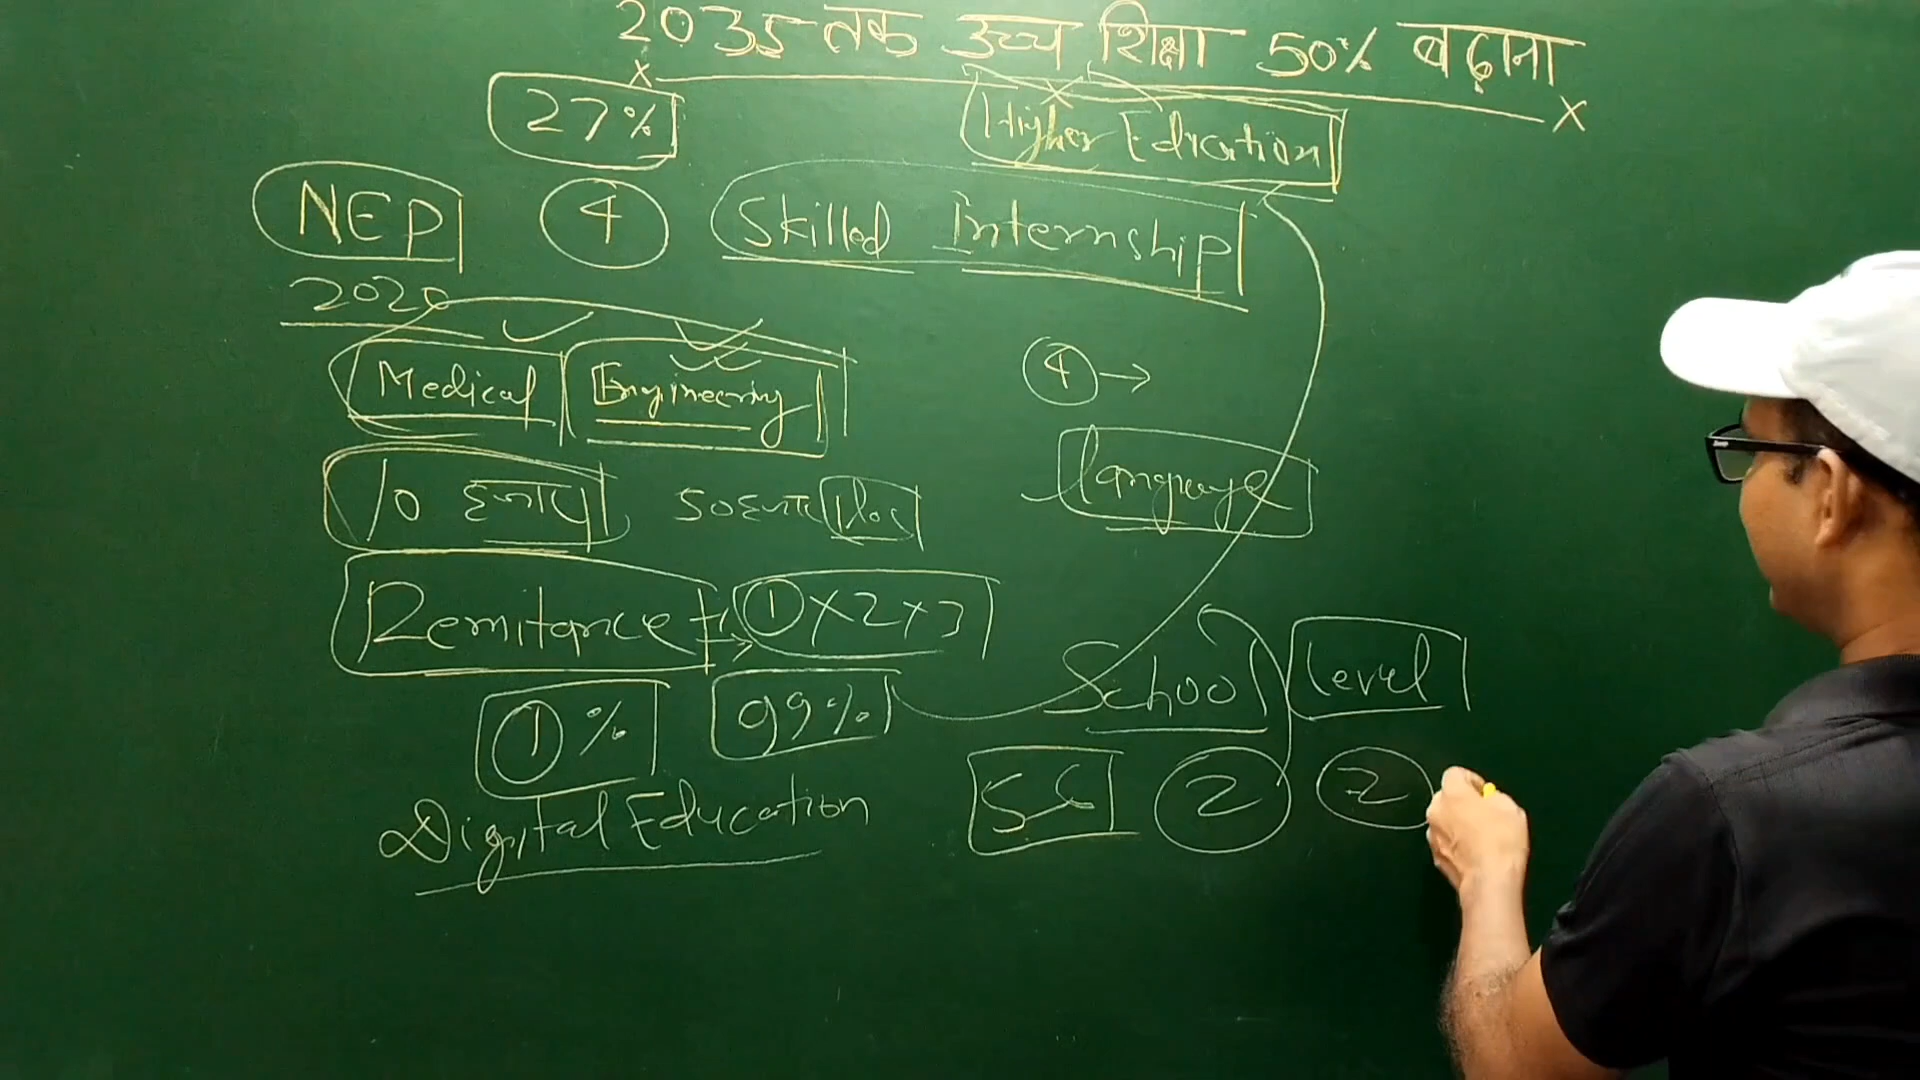 2035 तक उच्च शिक्षा 50% बढ़ाना
27% Higher Education
NEP 4 Skilled Internship
2020
Medical Engineering
4 →
10 हजार 50 हजार
language
Remitance → 1 x 2 x 3
School level
1% 99%
2 2
Digital Education